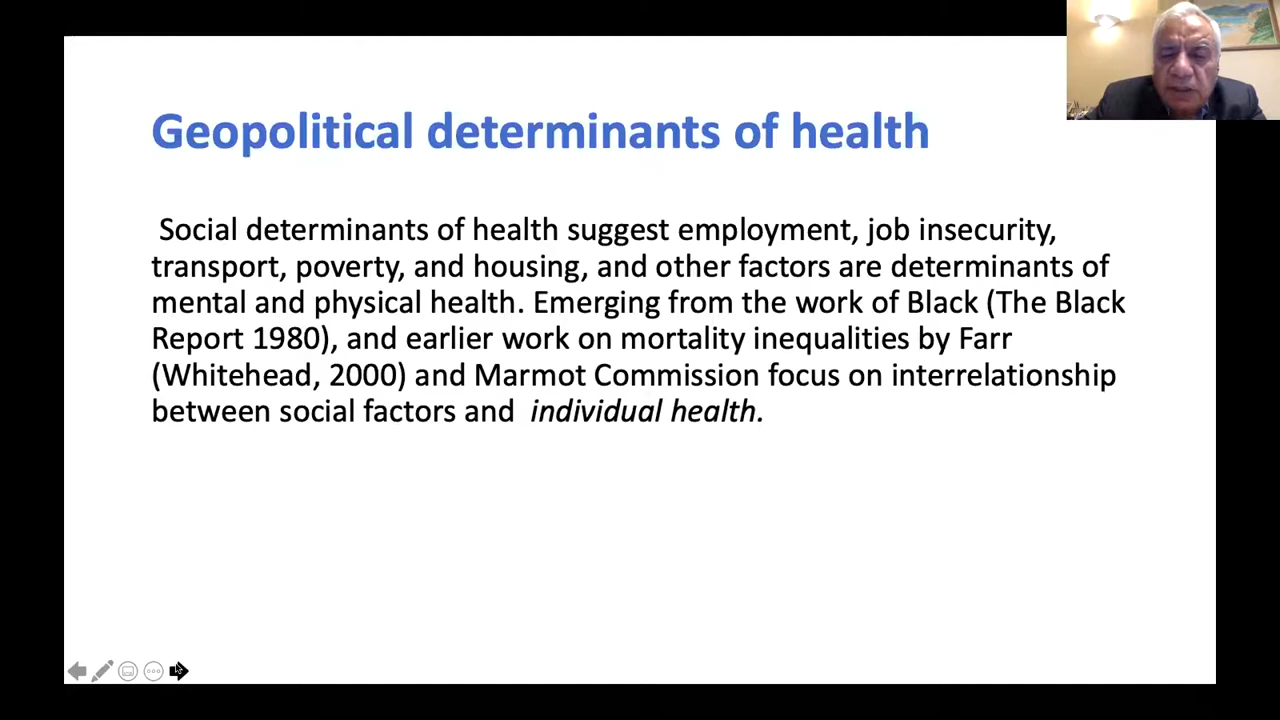 Geopolitical determinants of health
Social determinants of health suggest employment, job insecurity,
transport, poverty, and housing, and other factors are determinants of
mental and physical health. Emerging from the work of Black (The Black
Report 1980), and earlier work on mortality inequalities by Farr
(Whitehead, 2000) and Marmot Commission focus on interrelationship
between social factors and individual health.